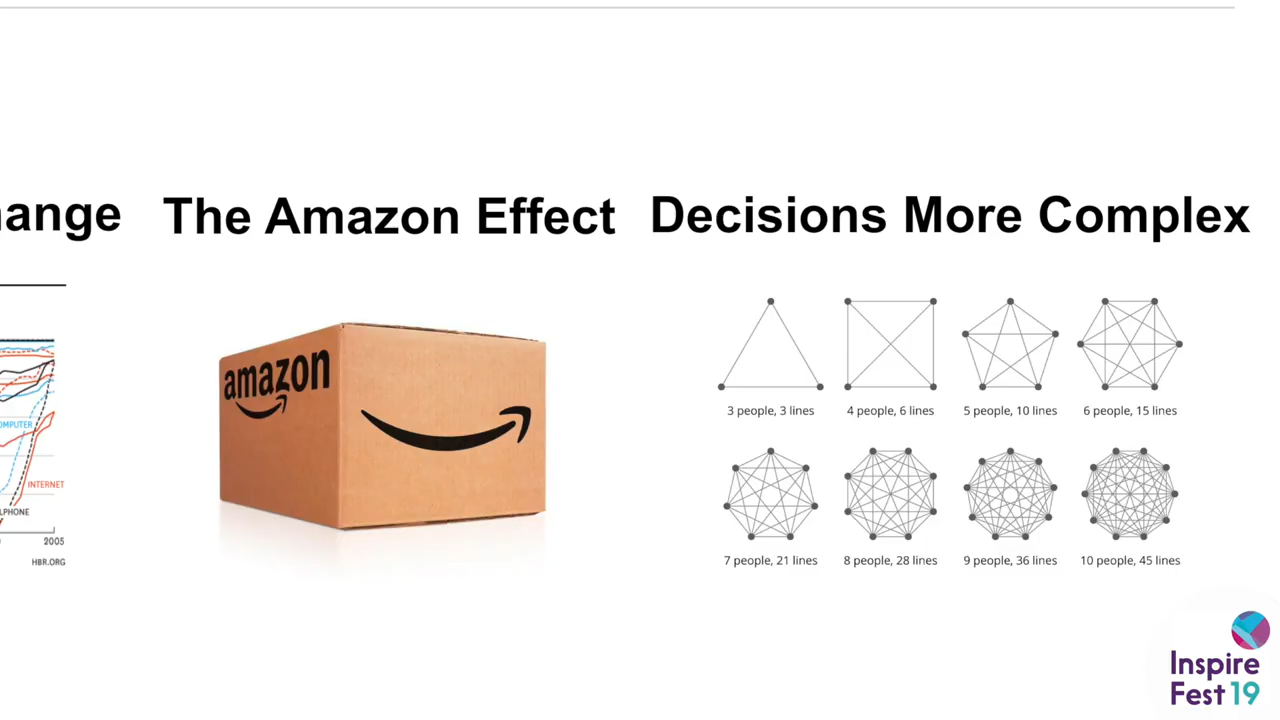 hange
The Amazon Effect
Decisions More Complex
OMPUTER
INTERNET
LPHONE
2005
HBR.ORG
amazon
3 people, 3 lines
4 people, 6 lines
5 people, 10 lines
6 people, 15 lines
7 people, 21 lines
8 people, 28 lines
9 people, 36 lines
10 people, 45 lines
Inspire
Fest 19